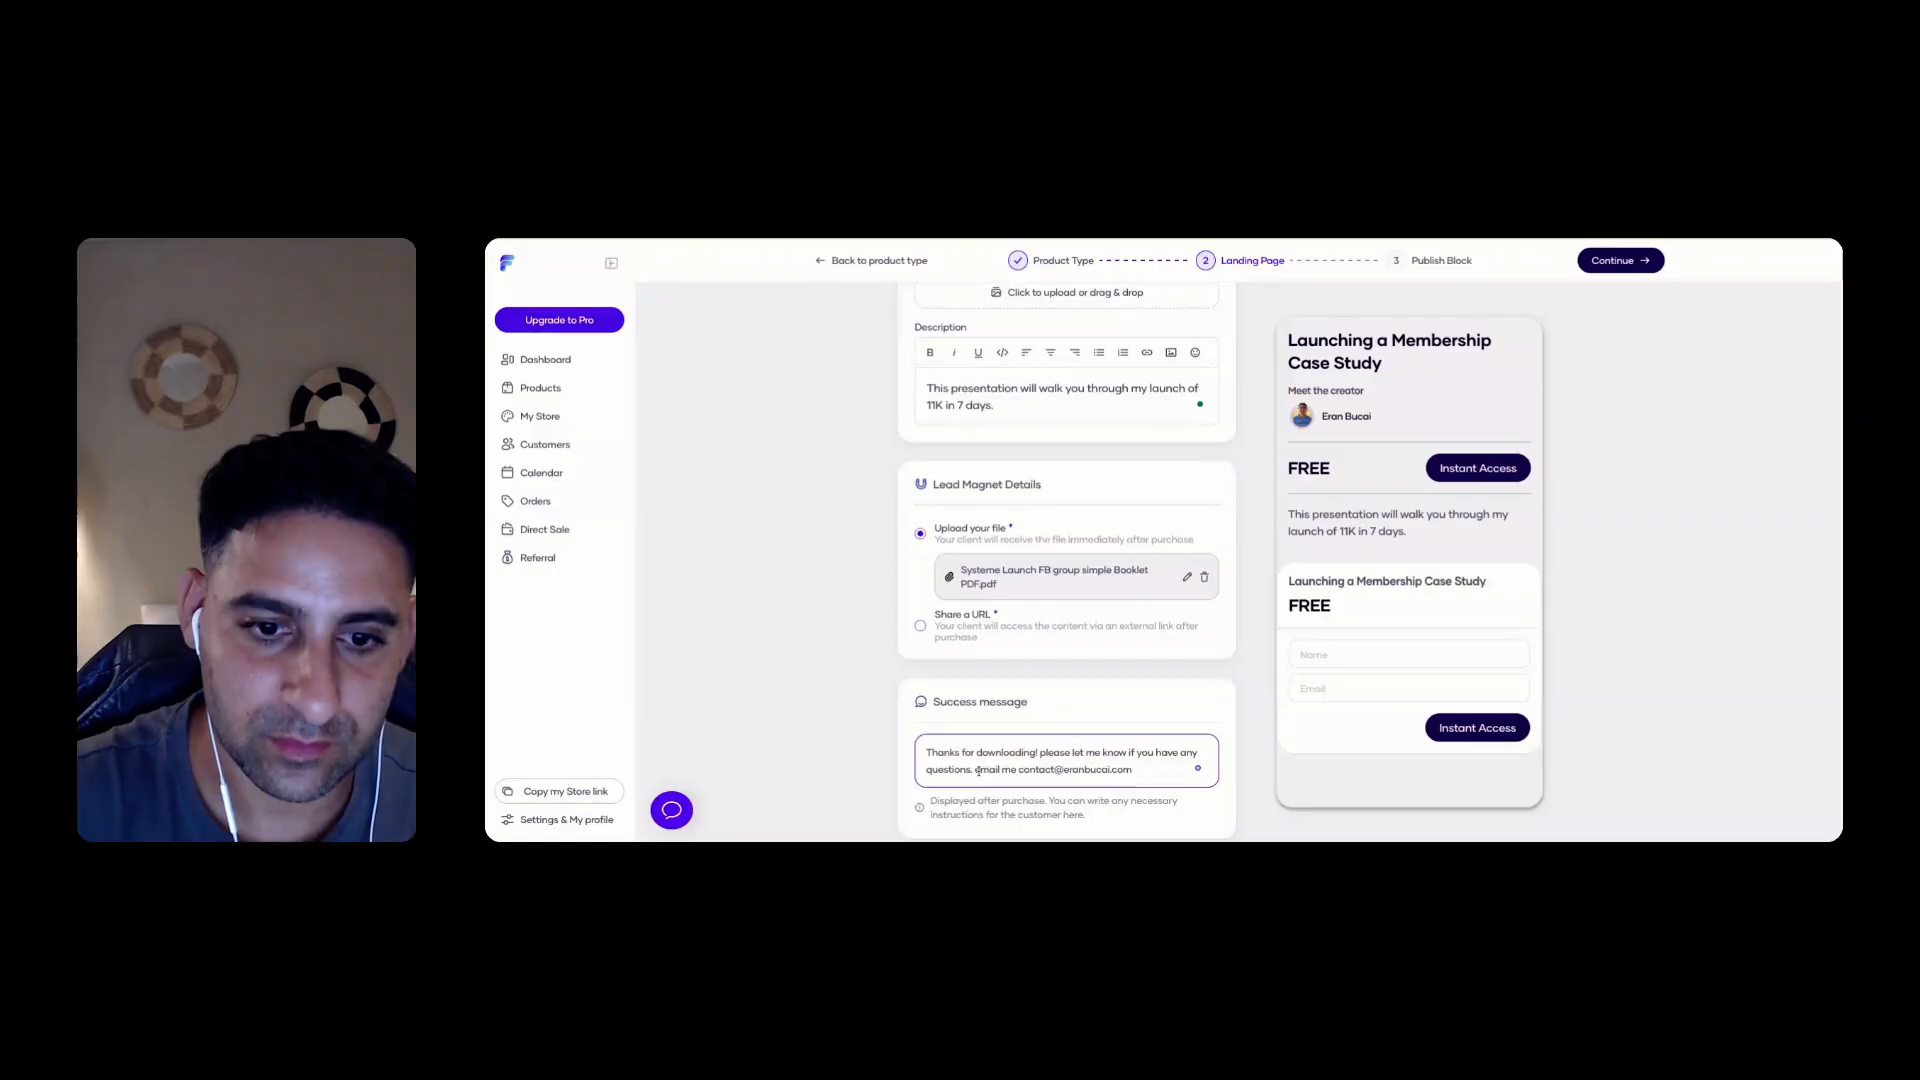 Back to product type
Product Type
2 Landing Page
3 Publish Block
Continue
Upgrade to Pro
Dashboard
Products
My Store
Customers
Calendar
Orders
Direct Sale
Referral
Copy my Store link
Settings & My profile
Click to upload or drag & drop
Description
B i U
This presentation will walk you through my launch of
11K in 7 days.
Lead Magnet Details
Upload your file *
Your client will receive the file immediately after purchase
Systeme Launch FB group simple Booklet
PDF.pdf
Share a URL *
Your client will access the content via an external link after
purchase
Success message
Thanks for downloading! please let me know if you have any
questions. email me contact@eranbucai.com
Displayed after purchase. You can write any necessary
instructions for the customer here.
Launching a Membership
Case Study
Meet the creator
Eran Bucai
FREE
Instant Access
This presentation will walk you through my
launch of 11K in 7 days.
Launching a Membership Case Study
FREE
Name
Email
Instant Access